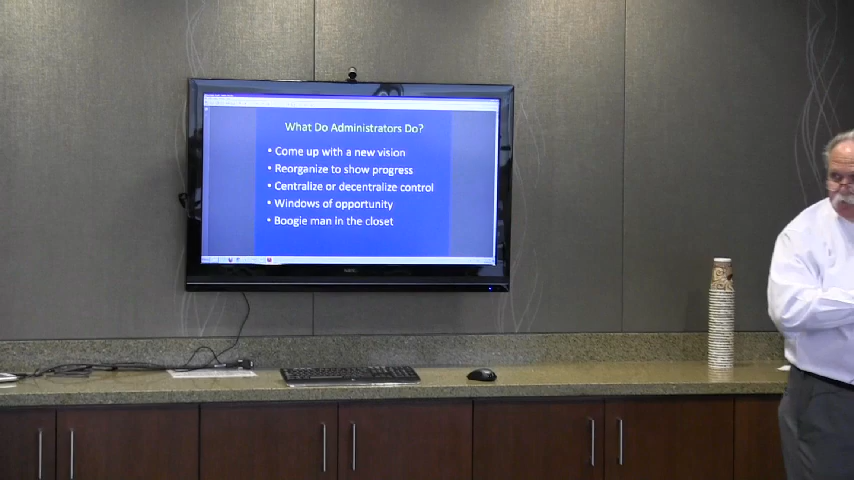 What Do Administrators Do?
• Come up with a new vision
• Reorganize to show progress
• Centralize or decentralize control
• Windows of opportunity
• Boogie man in the closet